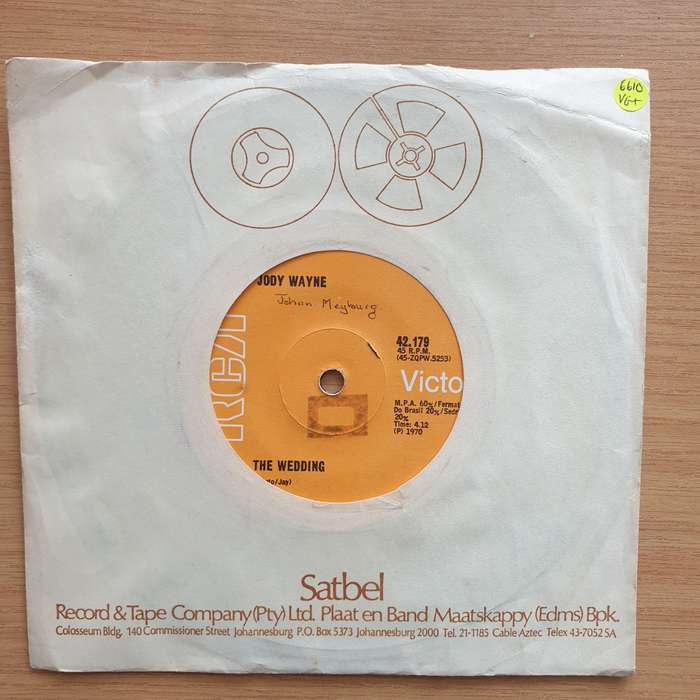 6610
VG+
JODY WAYNE
Johan Meyburg
RCA
42.179
45 R.P.M.
(45-ZQPW.5253)
Victo
M.P.A. 60%/Fermat
Do Brasil 20%/Sede
20%
Time: 4.12
(P) 1970
THE WEDDING
do/Jay)
Satbel
Record & Tape Company (Pty) Ltd. Plaat en Band Maatskappy (Edms) Bpk.
Colosseum Bldg. 140 Commissioner Street Johannesburg P.O. Box 5373 Johannesburg 2000 Tel. 21-1185 Cable Aztec Telex 43-7052 SA